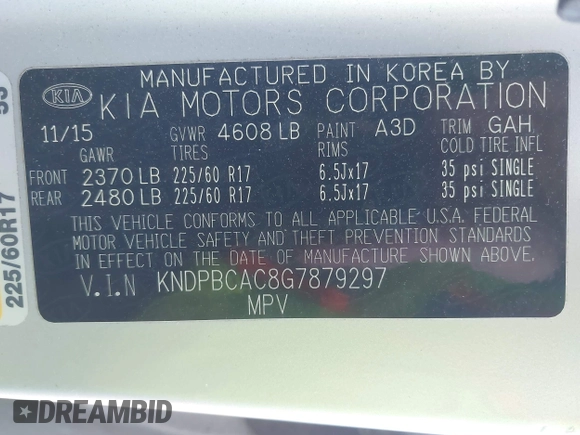 MANUFACTURED IN KOREA BY
KIA KIA MOTORS CORPORATION
11/15 GVWR 4608 LB PAINT A3D TRIM GAH
GAWR TIRES RIMS COLD TIRE INFL
FRONT 2370 LB 225/60 R17 6.5Jx17 35 psi SINGLE
REAR 2480 LB 225/60 R17 6.5Jx17 35 psi SINGLE
THIS VEHICLE CONFORMS TO ALL APPLICABLE U.S.A. FEDERAL
MOTOR VEHICLE SAFETY AND THEFT PREVENTION STANDARDS
IN EFFECT ON THE DATE OF MANUFACTURE SHOWN ABOVE.
V.I.N KNDPBCAC8G7879297
MPV
225/60R17
DREAMBID